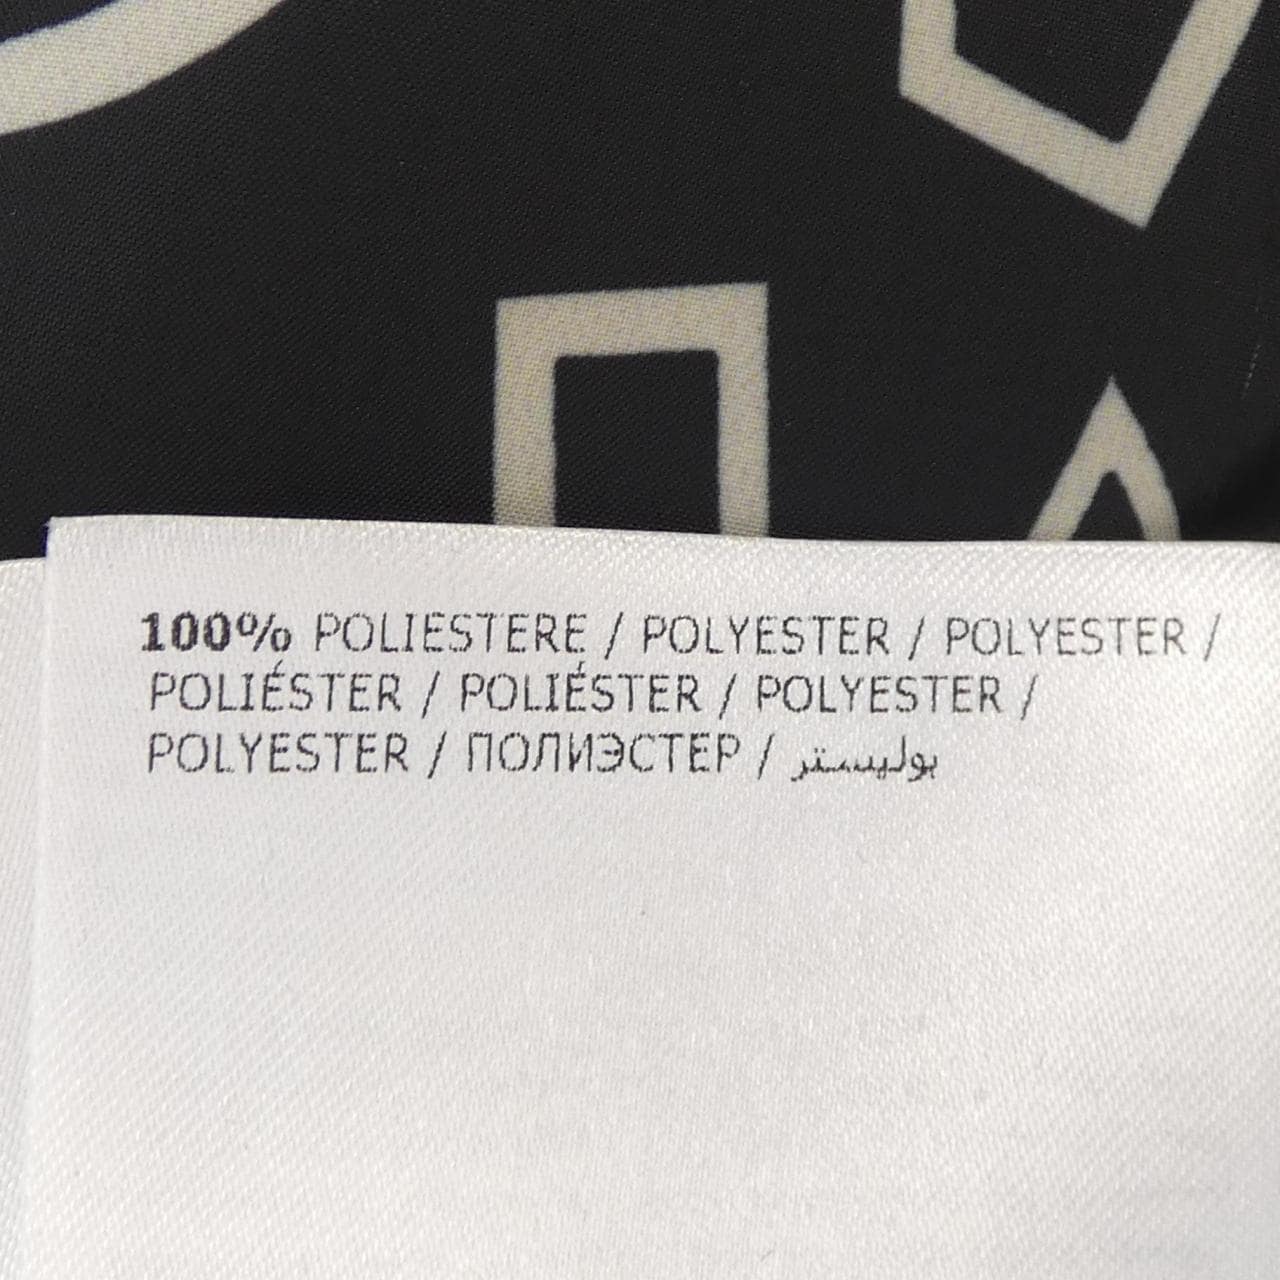 100% POLIESTERE / POLYESTER / POLYESTER /
POLIÉSTER / POLIÉSTER / POLYESTER /
POLYESTER / ПОЛИЭСТЕР / بوليستر